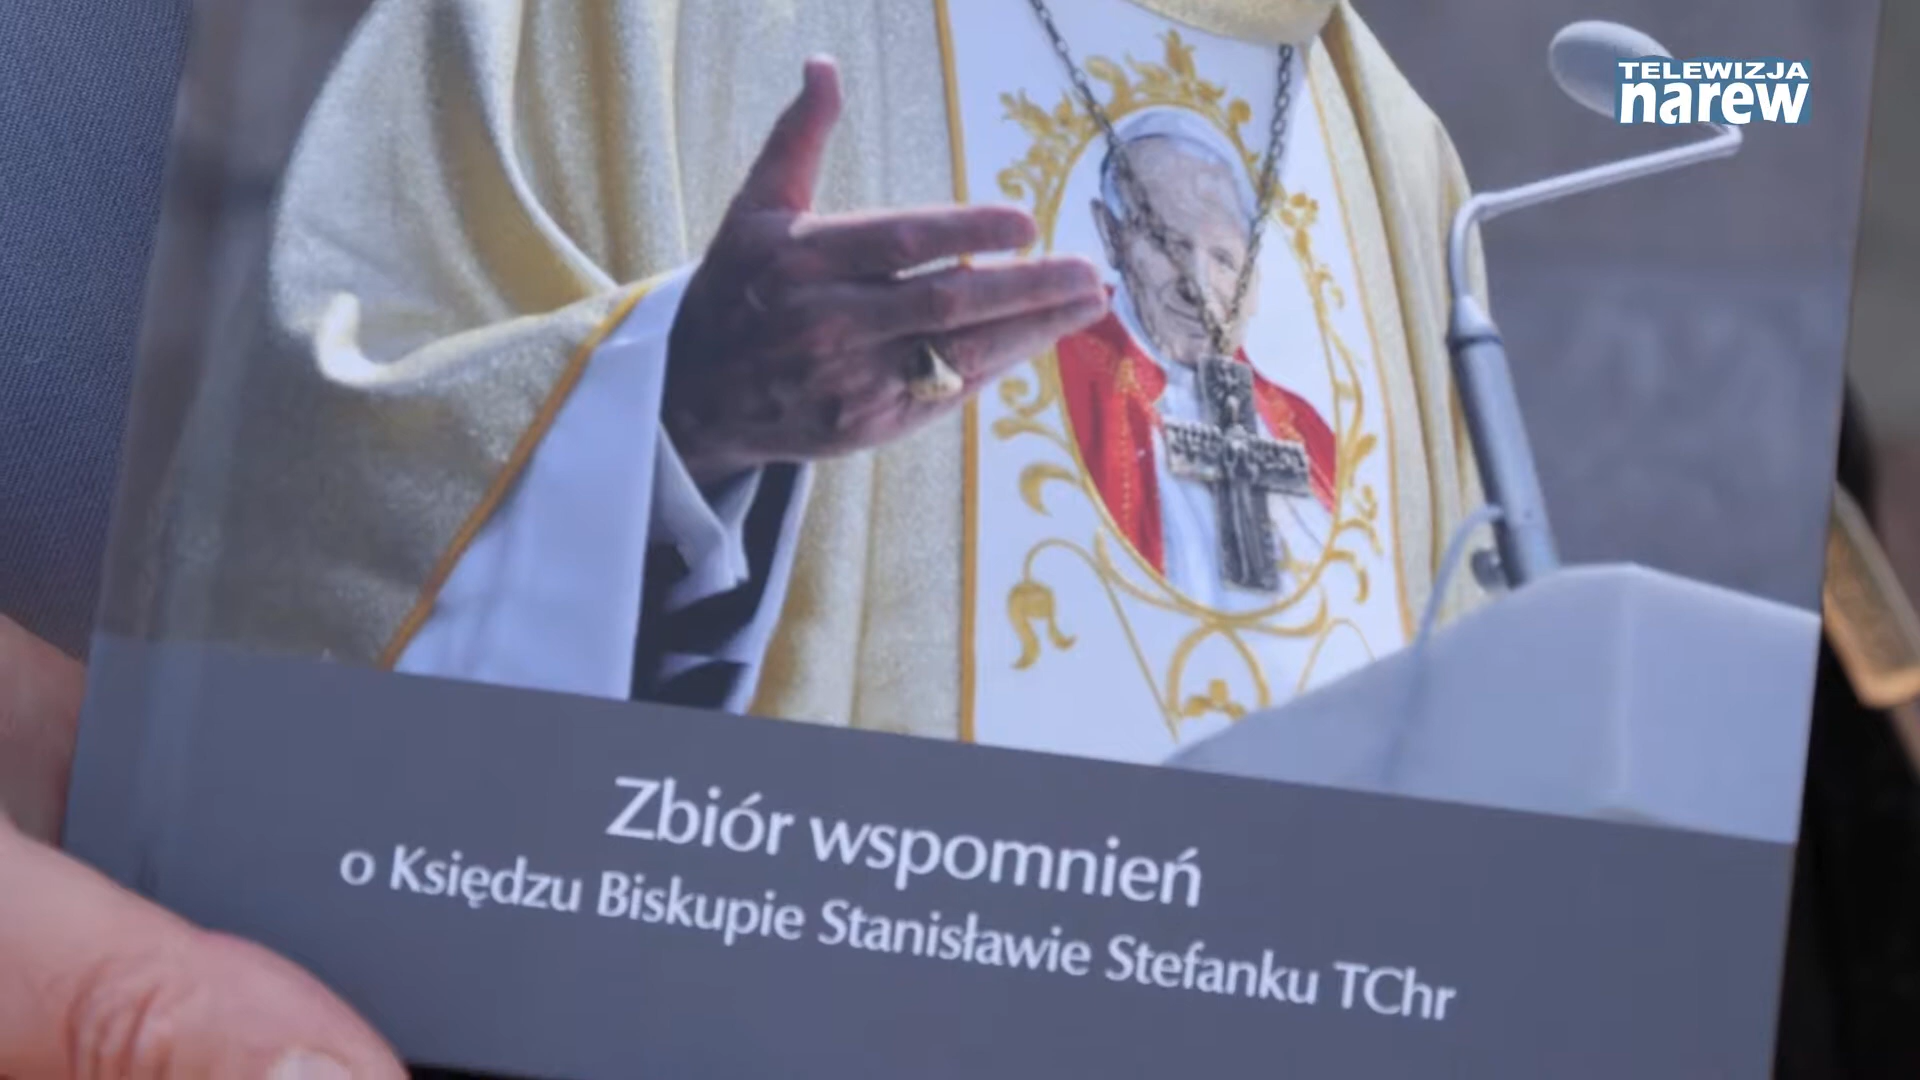 TELEWIZJA
narew
Zbiór wspomnień
o Księdzu Biskupie Stanisławie Stefanku TChr